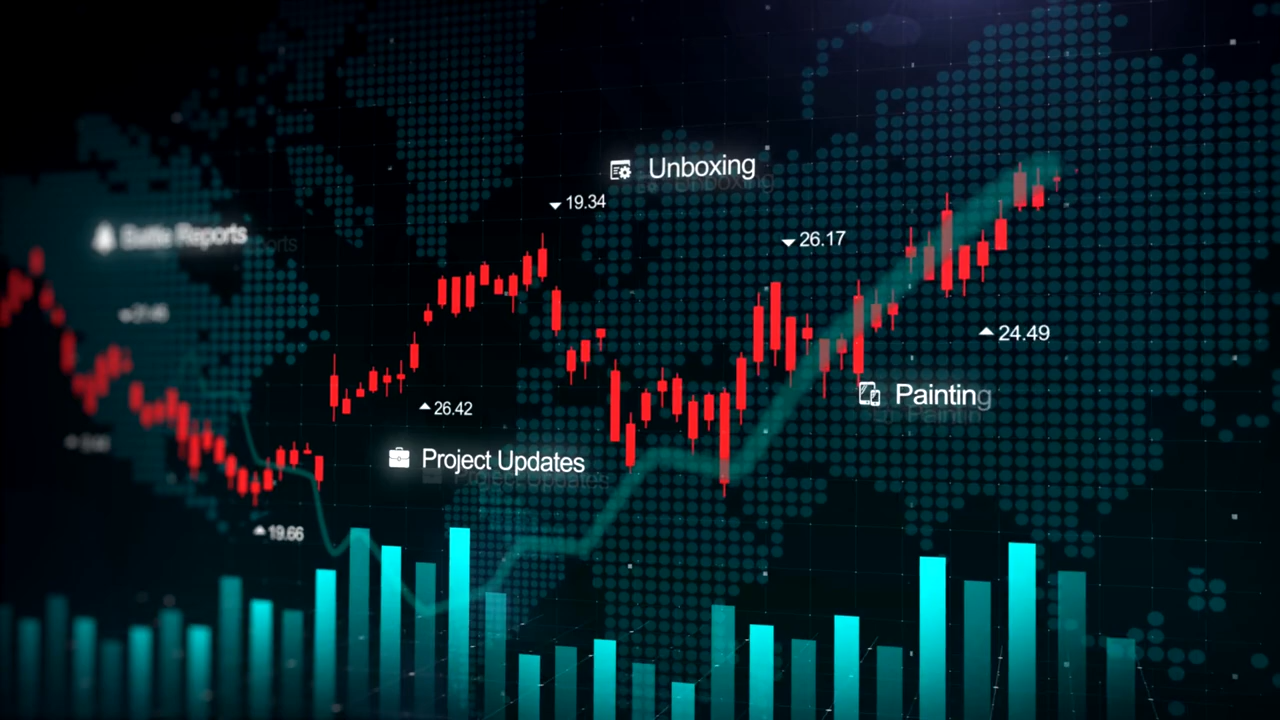 Unboxing
19.34
Battle Reports
26.17
24.49
Painting
26.42
Project Updates
19.66